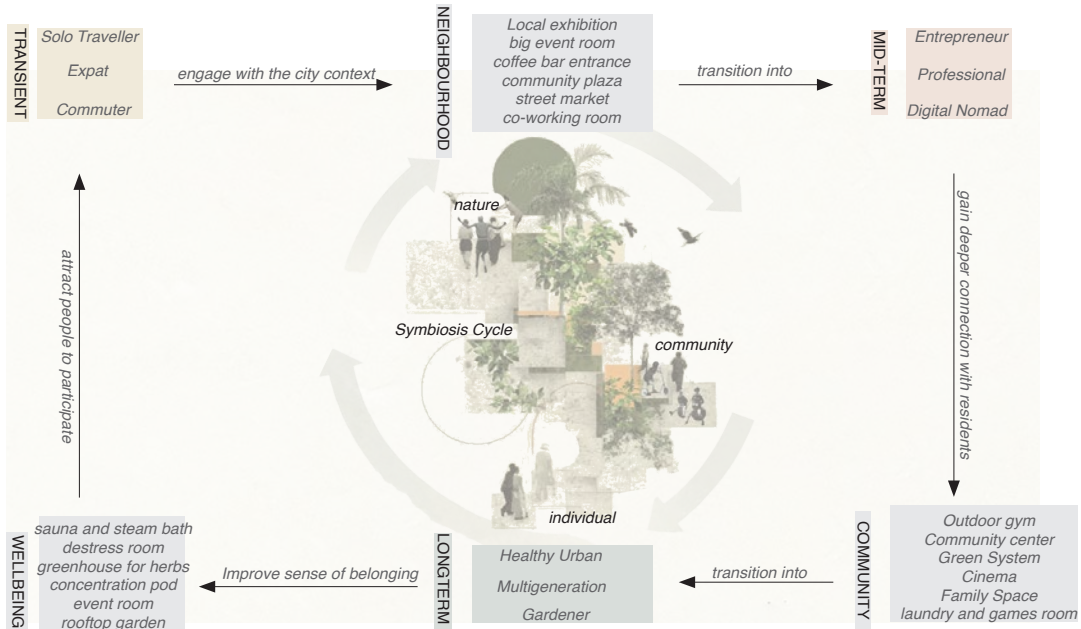 TRANSIENT
Solo Traveller
Expat
Commuter
engage with the city context
NEIGHBOURHOOD
Local exhibition
big event room
coffee bar entrance
community plaza
street market
co-working room
transition into
MID-TERM
Entrepreneur
Professional
Digital Nomad
nature
Symbiosis Cycle
community
individual
attract people to participate
gain deeper connection with residents
WELLBEING
sauna and steam bath
destress room
greenhouse for herbs
concentration pod
event room
rooftop garden
Improve sense of belonging
LONGTERM
Healthy Urban
Multigeneration
Gardener
transition into
COMMUNITY
Outdoor gym
Community center
Green System
Cinema
Family Space
laundry and games room